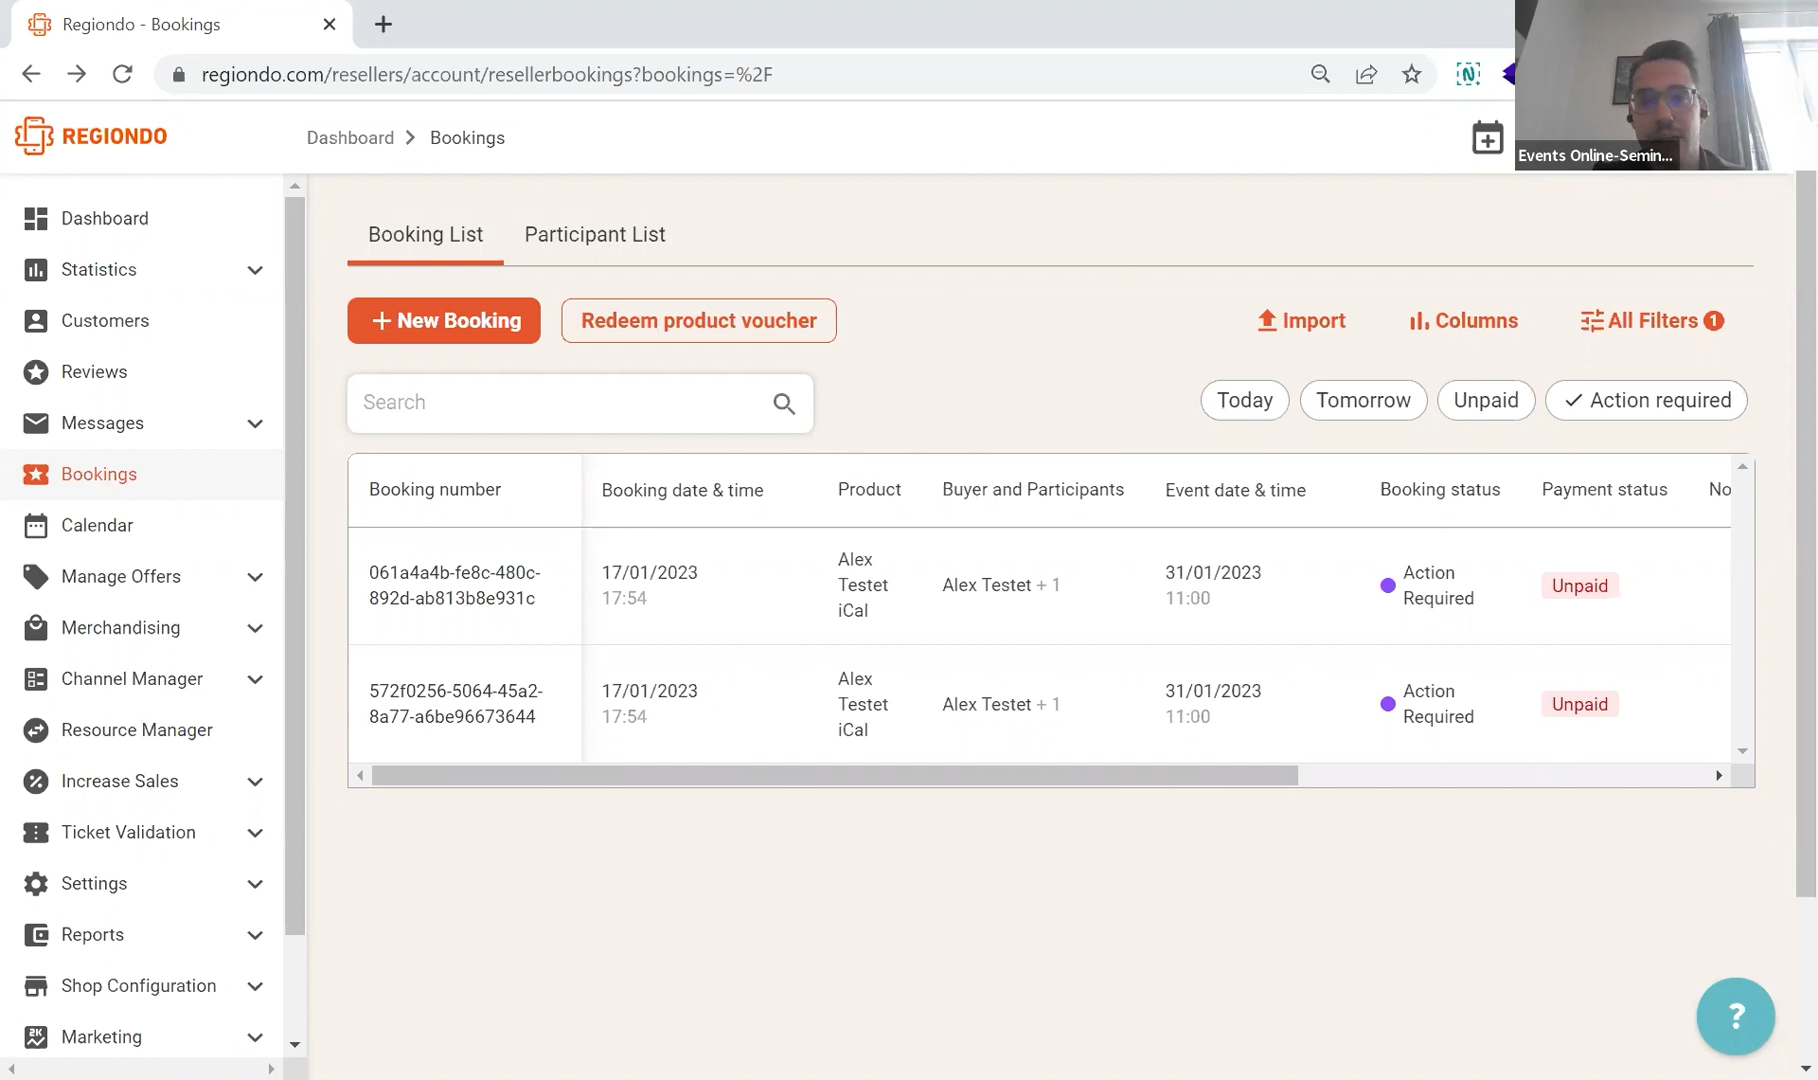 Regiondo - Bookings
regiondo.com/resellers/account/resellerbookings?bookings=%2F
Events Online-Semin...
REGIONDO
Dashboard > Bookings
Dashboard
Statistics
Customers
Reviews
Messages
Bookings
Calendar
Manage Offers
Merchandising
Channel Manager
Resource Manager
Increase Sales
Ticket Validation
Settings
Reports
Shop Configuration
Marketing
Booking List
Participant List
+ New Booking
Redeem product voucher
Import
Columns
All Filters 1
Search
Today
Tomorrow
Unpaid
Action required
Booking number
Booking date & time
Product
Buyer and Participants
Event date & time
Booking status
Payment status
No
061a4a4b-fe8c-480c-
892d-ab813b8e931c
17/01/2023
17:54
Alex
Testet
iCal
Alex Testet + 1
31/01/2023
11:00
Action
Required
Unpaid
572f0256-5064-45a2-
8a77-a6be96673644
17/01/2023
17:54
Alex
Testet
iCal
Alex Testet + 1
31/01/2023
11:00
Action
Required
Unpaid
?